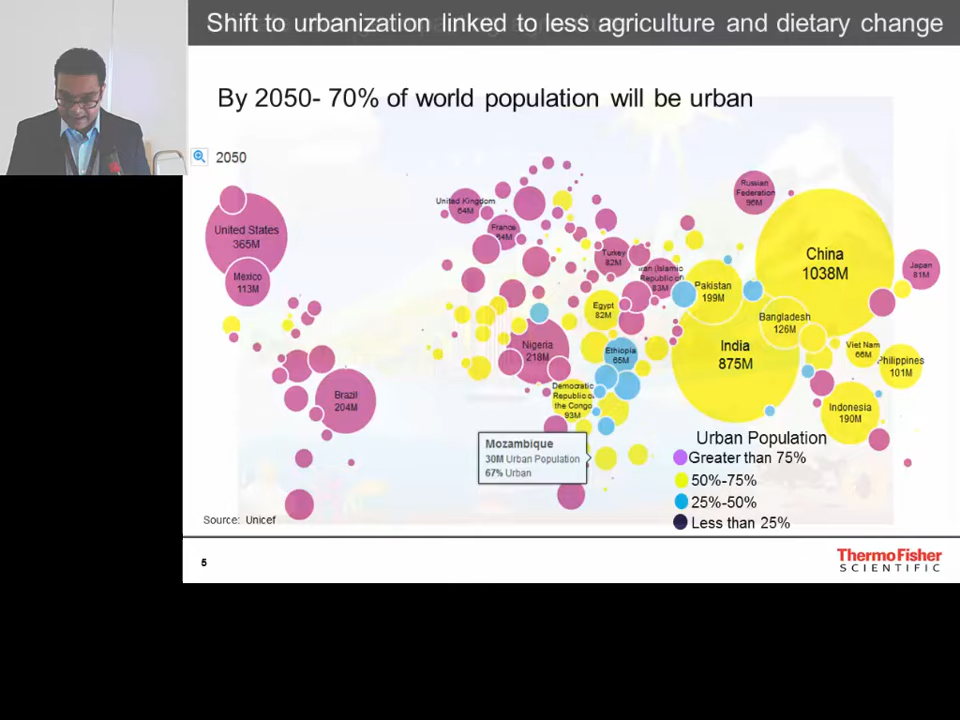 Shift to urbanization linked to less agriculture and dietary change
By 2050- 70% of world population will be urban
2050
United States
365M
Mexico
113M
Brazil
204M
United Kingdom
64M
France
64M
Turkey
82M
Iran (Islamic
Republic of
83M
Egypt
82M
Nigeria
218M
Ethiopia
65M
Democratic
Republic of
the Congo
93M
Russian
Federation
96M
China
1038M
Japan
81M
Pakistan
199M
Bangladesh
126M
India
875M
Viet Nam
66M
Philippines
101M
Indonesia
190M
Mozambique
30M Urban Population
67% Urban
Urban Population
Greater than 75%
50%-75%
25%-50%
Less than 25%
Source: Unicef
5
ThermoFisher
SCIENTIFIC